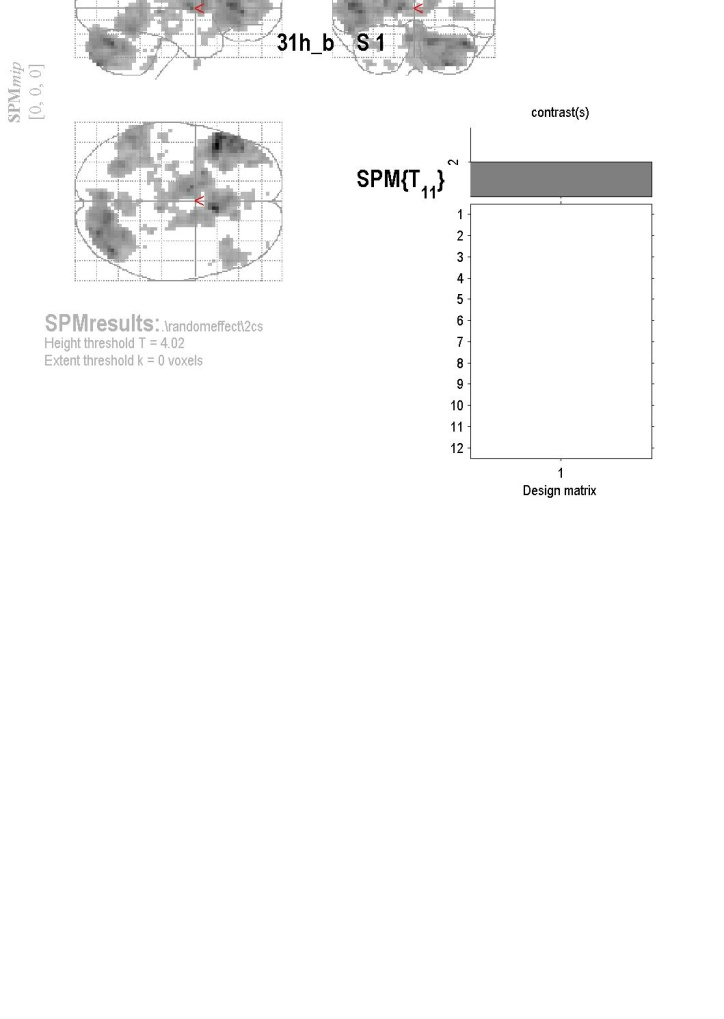 31h_b S 1
SPMmip
[0, 0, 0]
contrast(s)
2
SPM{T11}
1
2
3
4
5
6
7
8
9
10
11
12
1
Design matrix
SPMresults: .\randomeffect\2cs
Height threshold T = 4.02
Extent threshold k = 0 voxels